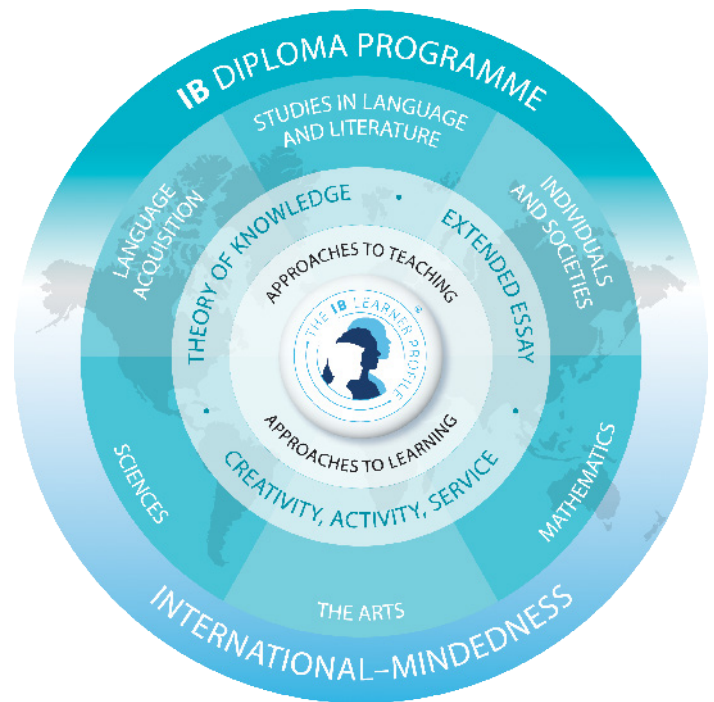 IB DIPLOMA PROGRAMME
STUDIES IN LANGUAGE
AND LITERATURE
LANGUAGE
ACQUISITION
INDIVIDUALS
AND SOCIETIES
THEORY OF KNOWLEDGE
•
EXTENDED ESSAY
•
APPROACHES TO TEACHING
THE IB LEARNER PROFILE
®
APPROACHES TO LEARNING
•
CREATIVITY, ACTIVITY, SERVICE
SCIENCES
MATHEMATICS
THE ARTS
INTERNATIONAL–MINDEDNESS